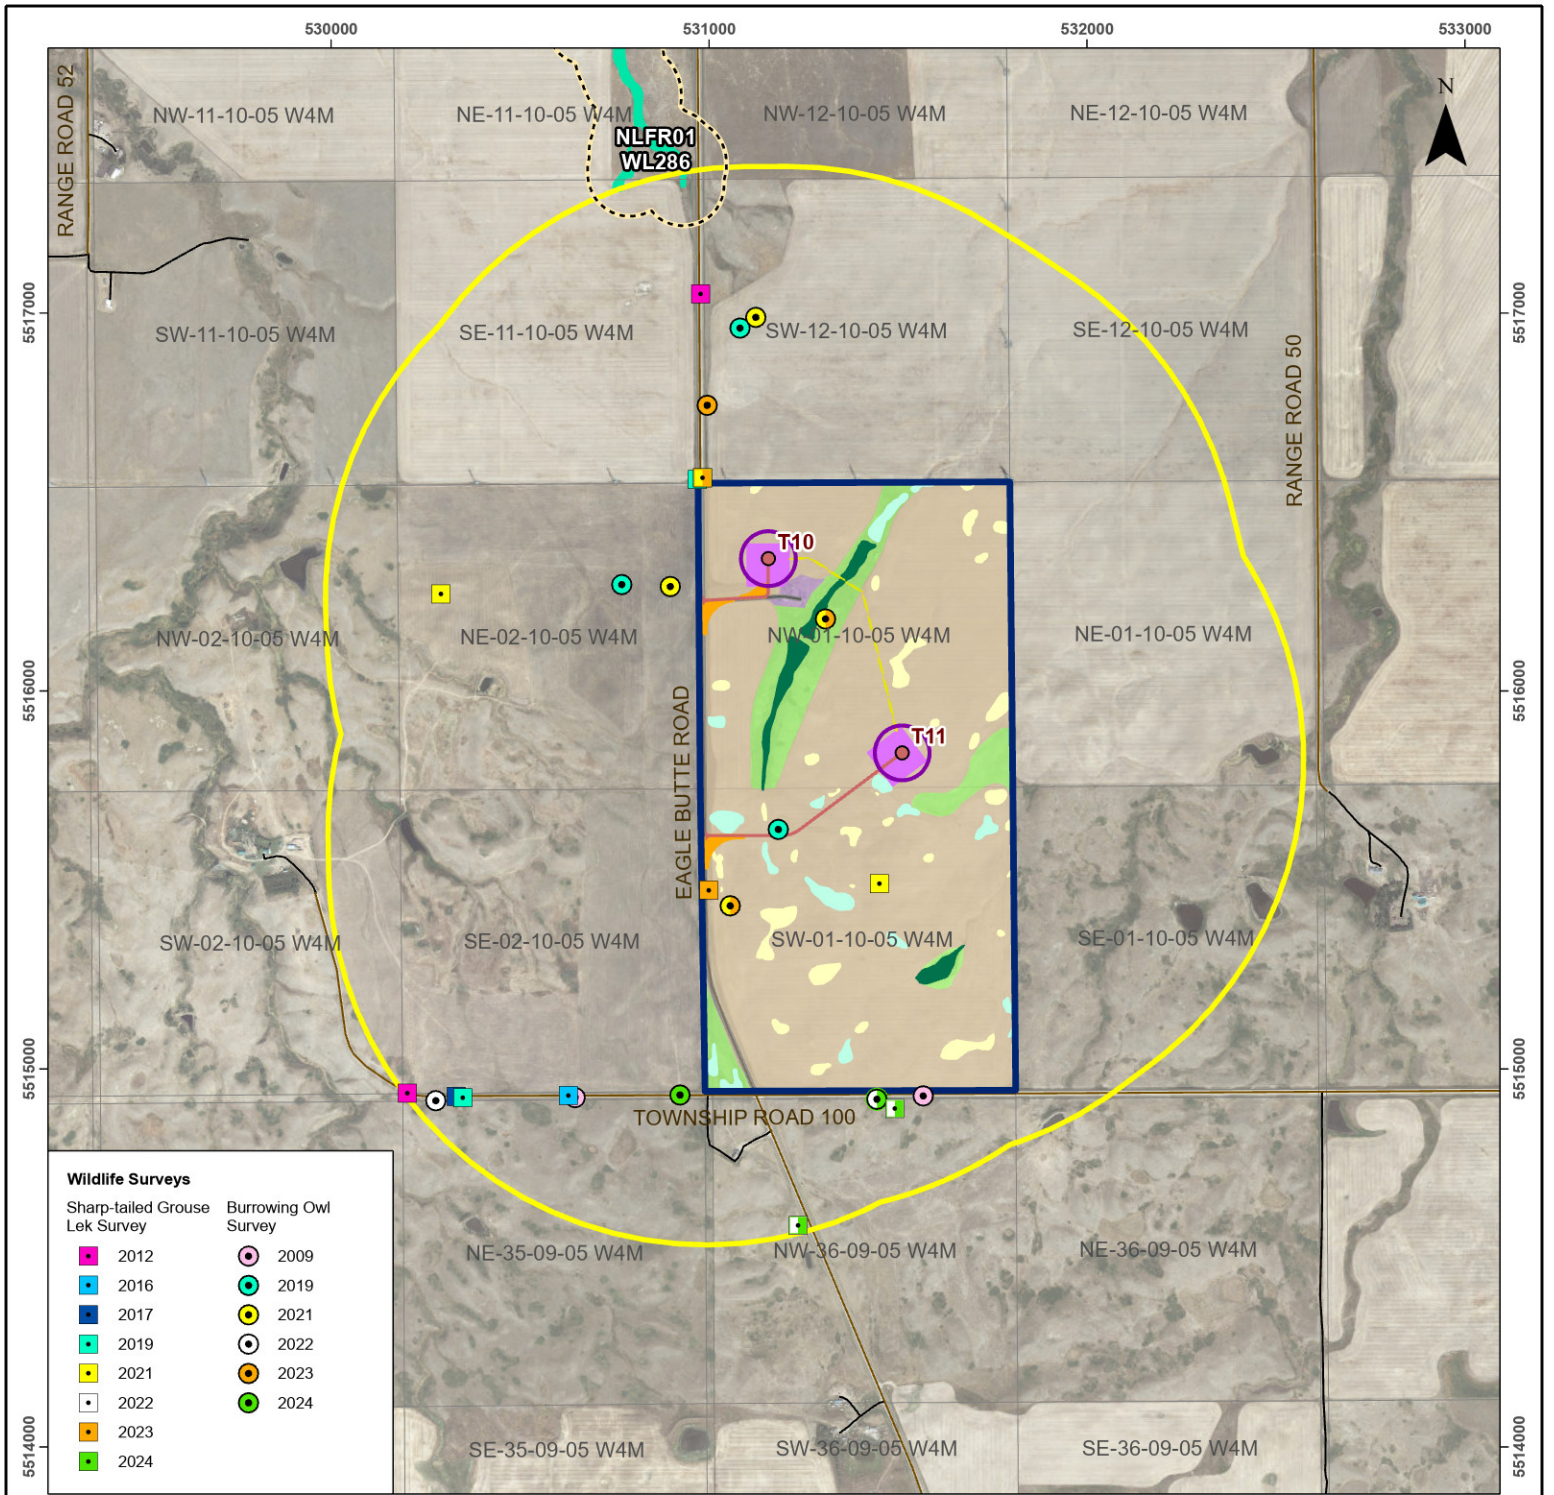 530000
531000
532000
533000
RANGE ROAD 52
NW-11-10-05 W4M
NE-11-10-05 W4M
NW-12-10-05 W4M
NE-12-10-05 W4M
N
NLFR01
WL286
5517000
SW-11-10-05 W4M
SE-11-10-05 W4M
SW-12-10-05 W4M
SE-12-10-05 W4M
5517000
RANGE ROAD 50
T10
NW-02-10-05 W4M
NE-02-10-05 W4M
NW-01-10-05 W4M
NE-01-10-05 W4M
5516000
5516000
EAGLE BUTTE ROAD
T11
SW-02-10-05 W4M
SE-02-10-05 W4M
SW-01-10-05 W4M
SE-01-10-05 W4M
5515000
5515000
TOWNSHIP ROAD 100
NE-35-09-05 W4M
NW-36-09-05 W4M
NE-36-09-05 W4M
SE-35-09-05 W4M
SW-36-09-05 W4M
SE-36-09-05 W4M
5514000
5514000
Wildlife Surveys
Sharp-tailed Grouse
Lek Survey
2012
2016
2017
2019
2021
2022
2023
2024
Burrowing Owl
Survey
2009
2019
2021
2022
2023
2024